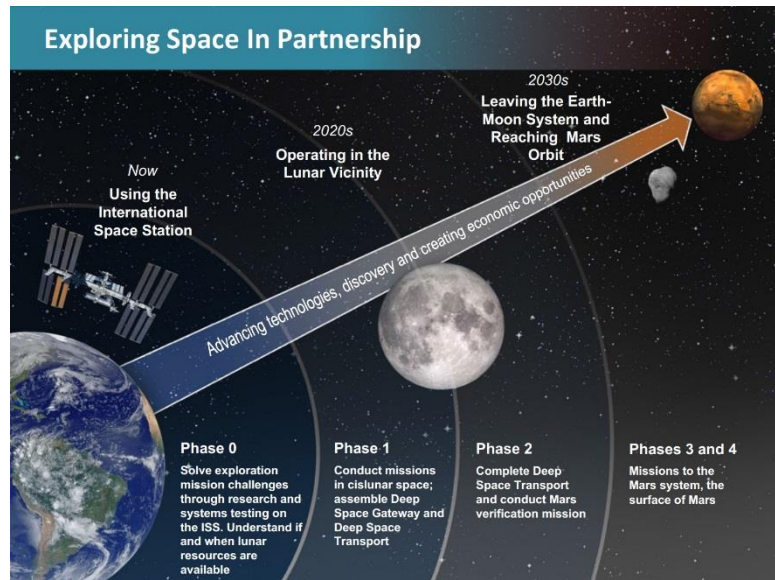 Exploring Space In Partnership
Now
Using the
International
Space Station
2020s
Operating in the
Lunar Vicinity
2030s
Leaving the Earth-
Moon System and
Reaching Mars
Orbit
Advancing technologies, discovery and creating economic opportunities
Phase 0
Solve exploration
mission challenges
through research and
systems testing on
the ISS. Understand if
and when lunar
resources are
available
Phase 1
Conduct missions
in cislunar space;
assemble Deep
Space Gateway and
Deep Space
Transport
Phase 2
Complete Deep
Space Transport
and conduct Mars
verification mission
Phases 3 and 4
Missions to the
Mars system, the
surface of Mars